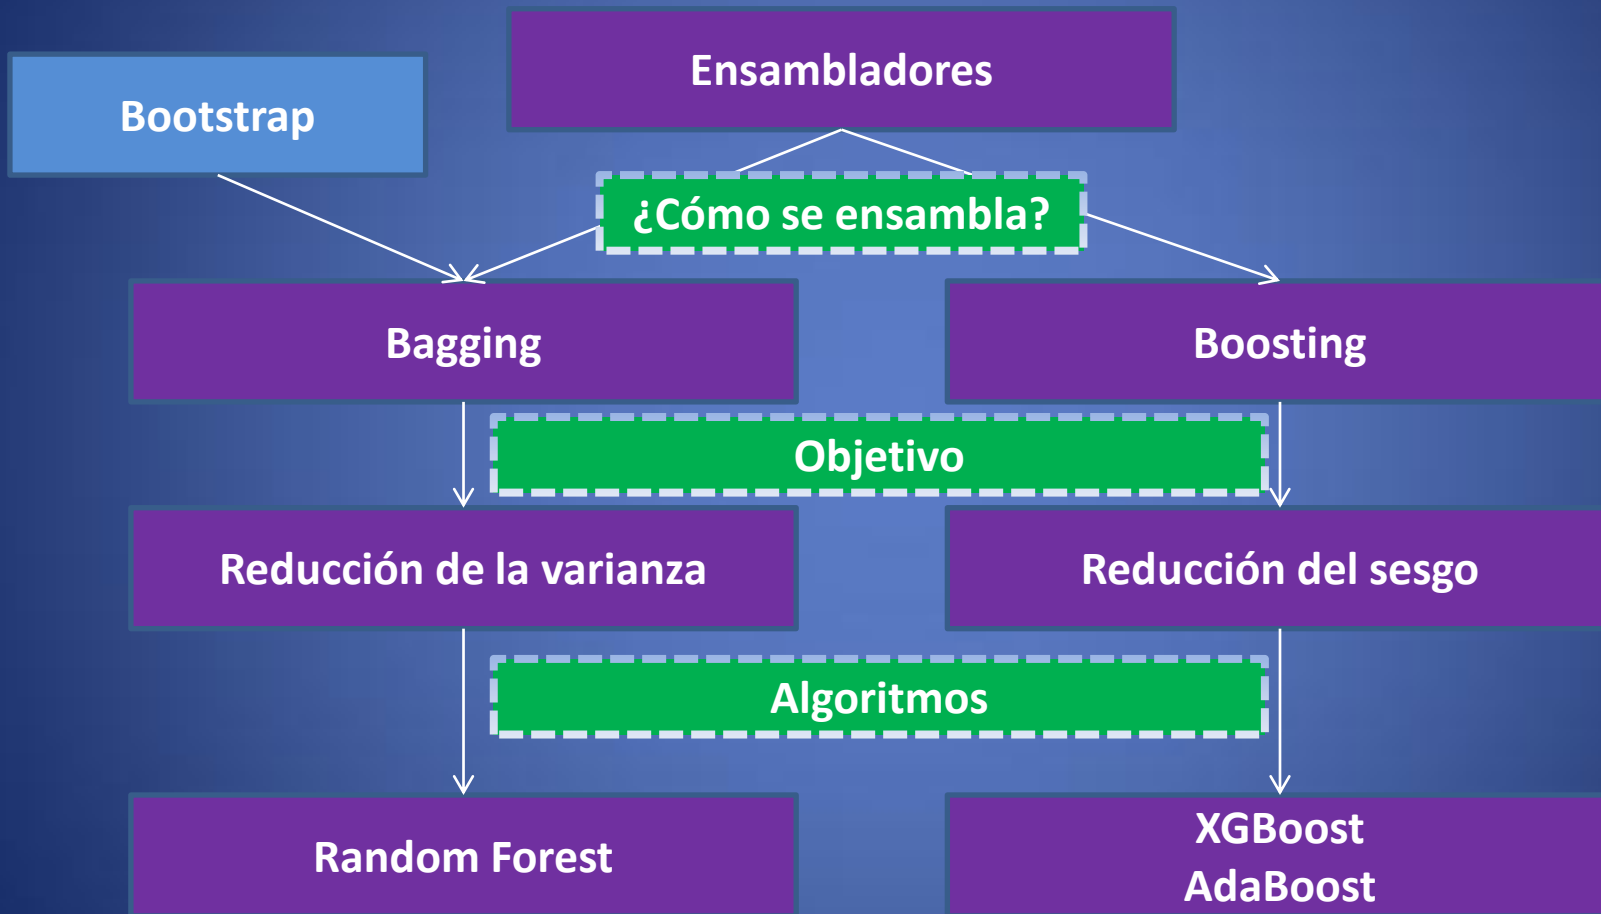 Ensambladores
Bootstrap
¿Cómo se ensambla?
Bagging
Boosting
Objetivo
Reducción de la varianza
Reducción del sesgo
Algoritmos
Random Forest
XGBoost
AdaBoost